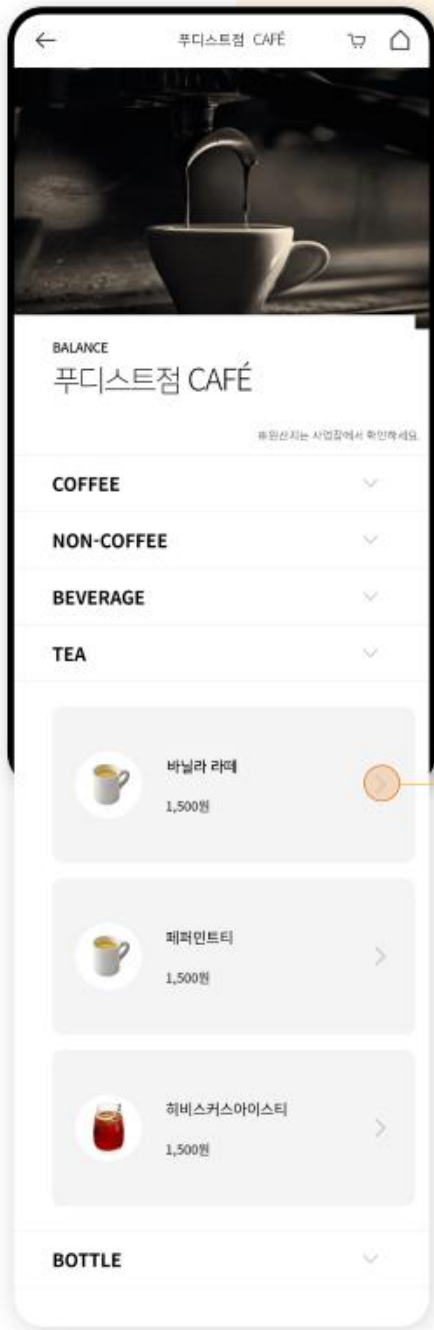 푸디스트점 CAFÉ
BALANCE
푸디스트점 CAFÉ
※원산지는 사업장에서 확인하세요.
COFFEE
NON-COFFEE
BEVERAGE
TEA
바닐라 라떼
1,500원
페퍼민트티
1,500원
히비스커스아이스티
1,500원
BOTTLE